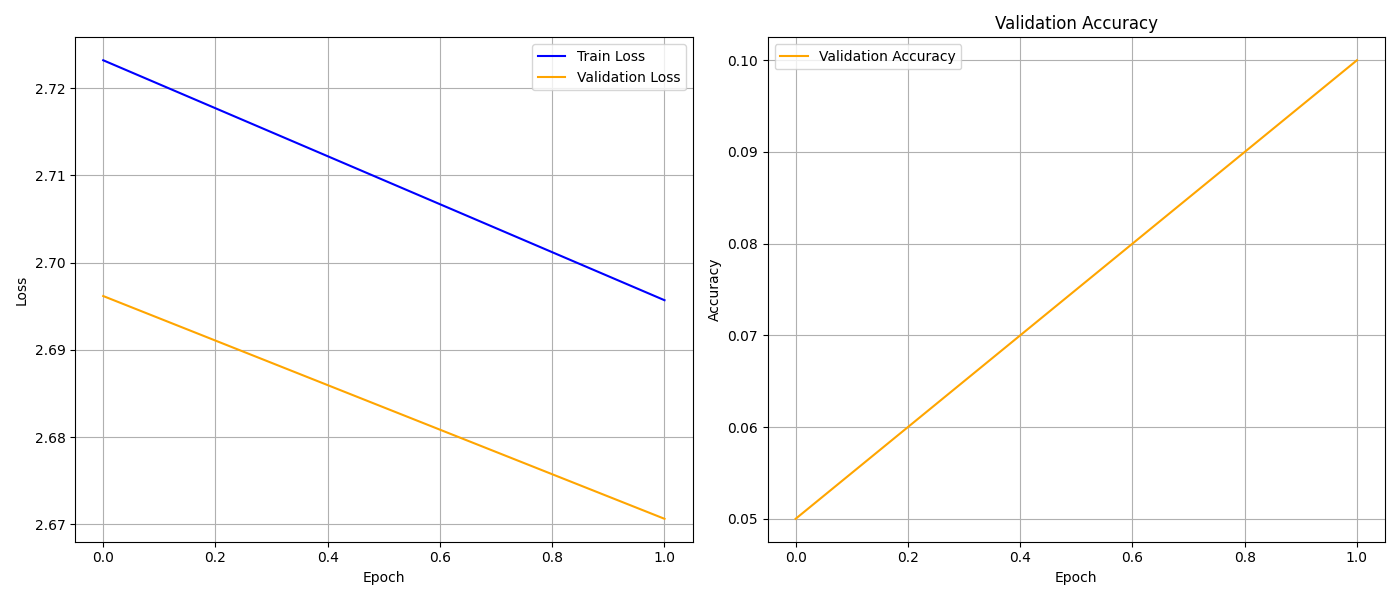 Train Loss
Validation Loss
2.72
2.71
2.70
2.69
2.68
2.67
Loss
0.0 0.2 0.4 0.6 0.8 1.0
Epoch
Validation Accuracy
Validation Accuracy
0.10
0.09
0.08
0.07
0.06
0.05
Accuracy
0.0 0.2 0.4 0.6 0.8 1.0
Epoch